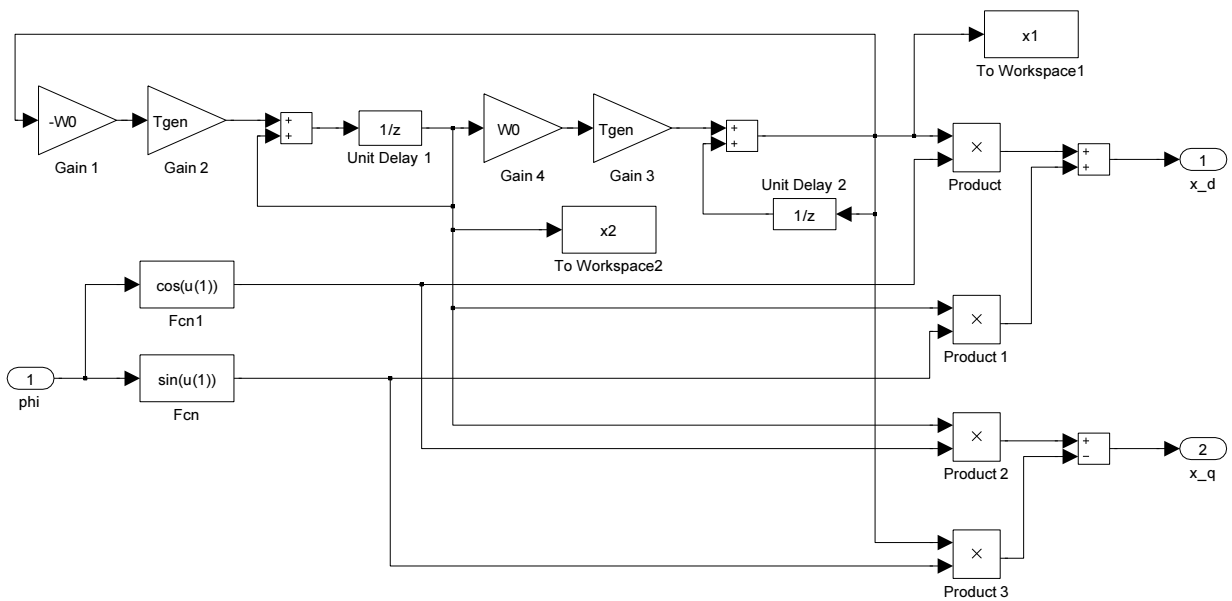 x1
To Workspace1
-W0
Gain 1
Tgen
Gain 2
+
+
1/z
Unit Delay 1
W0
Gain 4
Tgen
Gain 3
+
+
×
Product
+
+
1
x_d
Unit Delay 2
1/z
x2
To Workspace2
cos(u(1))
Fcn1
×
Product 1
1
phi
sin(u(1))
Fcn
×
Product 2
+
−
2
x_q
×
Product 3